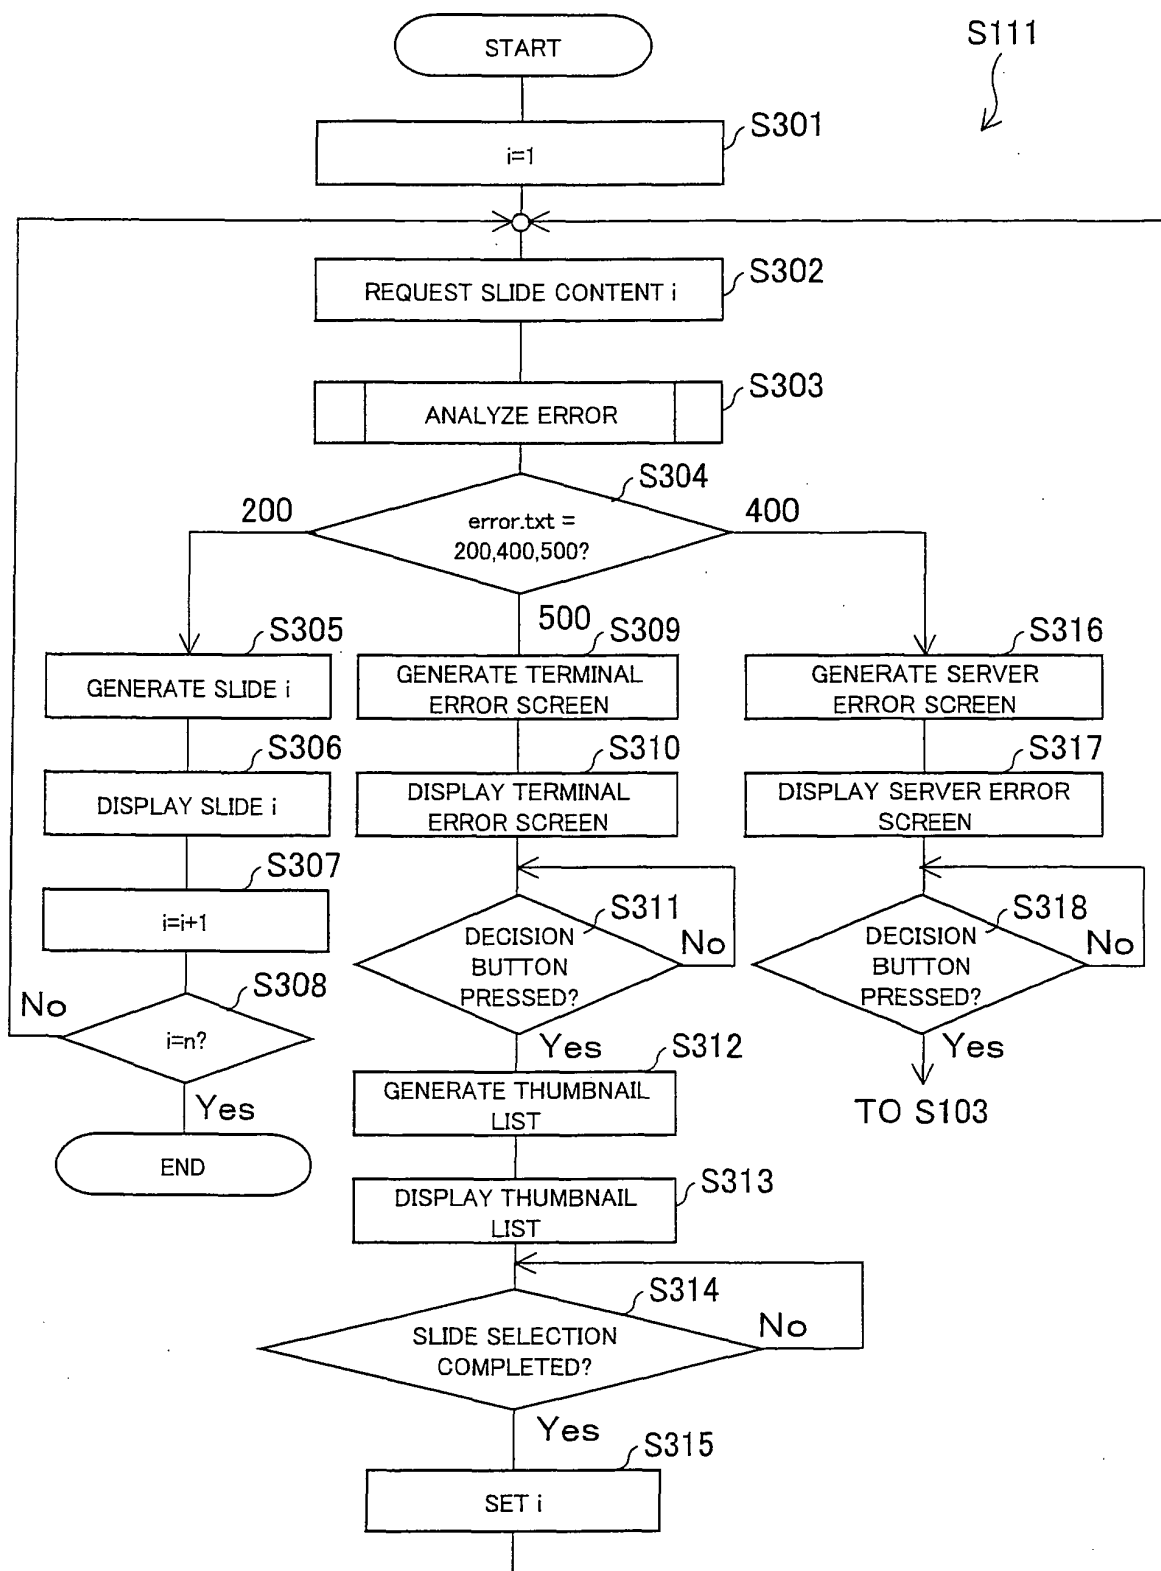 START
S111
S301
i=1
S302
REQUEST SLIDE CONTENT i
S303
ANALYZE ERROR
S304
200
400
error.txt =
200,400,500?
500
S305
GENERATE SLIDE i
S309
GENERATE TERMINAL
ERROR SCREEN
S316
GENERATE SERVER
ERROR SCREEN
S306
DISPLAY SLIDE i
S310
DISPLAY TERMINAL
ERROR SCREEN
S317
DISPLAY SERVER ERROR
SCREEN
S307
i=i+1
S311
DECISION
BUTTON
PRESSED?
No
S318
DECISION
BUTTON
PRESSED?
No
S308
No
i=n?
Yes
END
Yes
S312
GENERATE THUMBNAIL
LIST
Yes
TO S103
S313
DISPLAY THUMBNAIL
LIST
S314
SLIDE SELECTION
COMPLETED?
No
Yes
S315
SET i